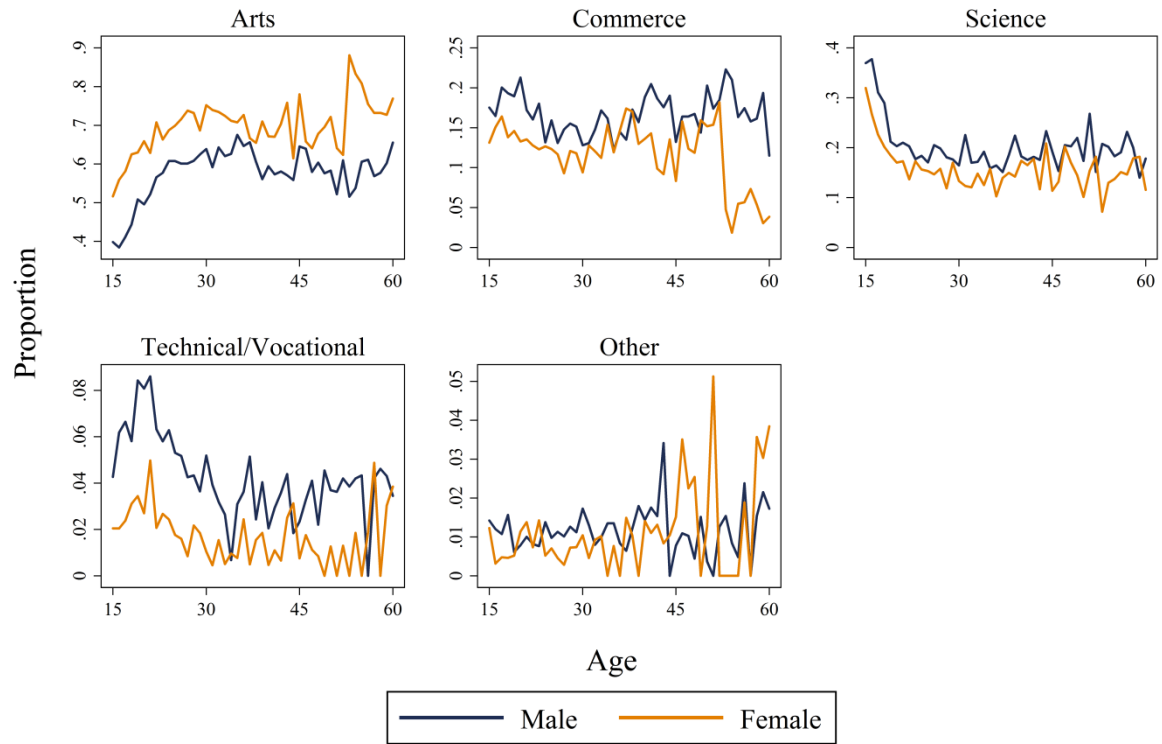 Arts
Commerce
Science
.9
.8
.7
.6
.5
.4
15 30 45 60
.25
.2
.15
.1
.05
0
15 30 45 60
.4
.3
.2
.1
0
15 30 45 60
Proportion
Technical/Vocational
Other
.08
.06
.04
.02
0
15 30 45 60
.05
.04
.03
.02
.01
0
15 30 45 60
Age
Male Female